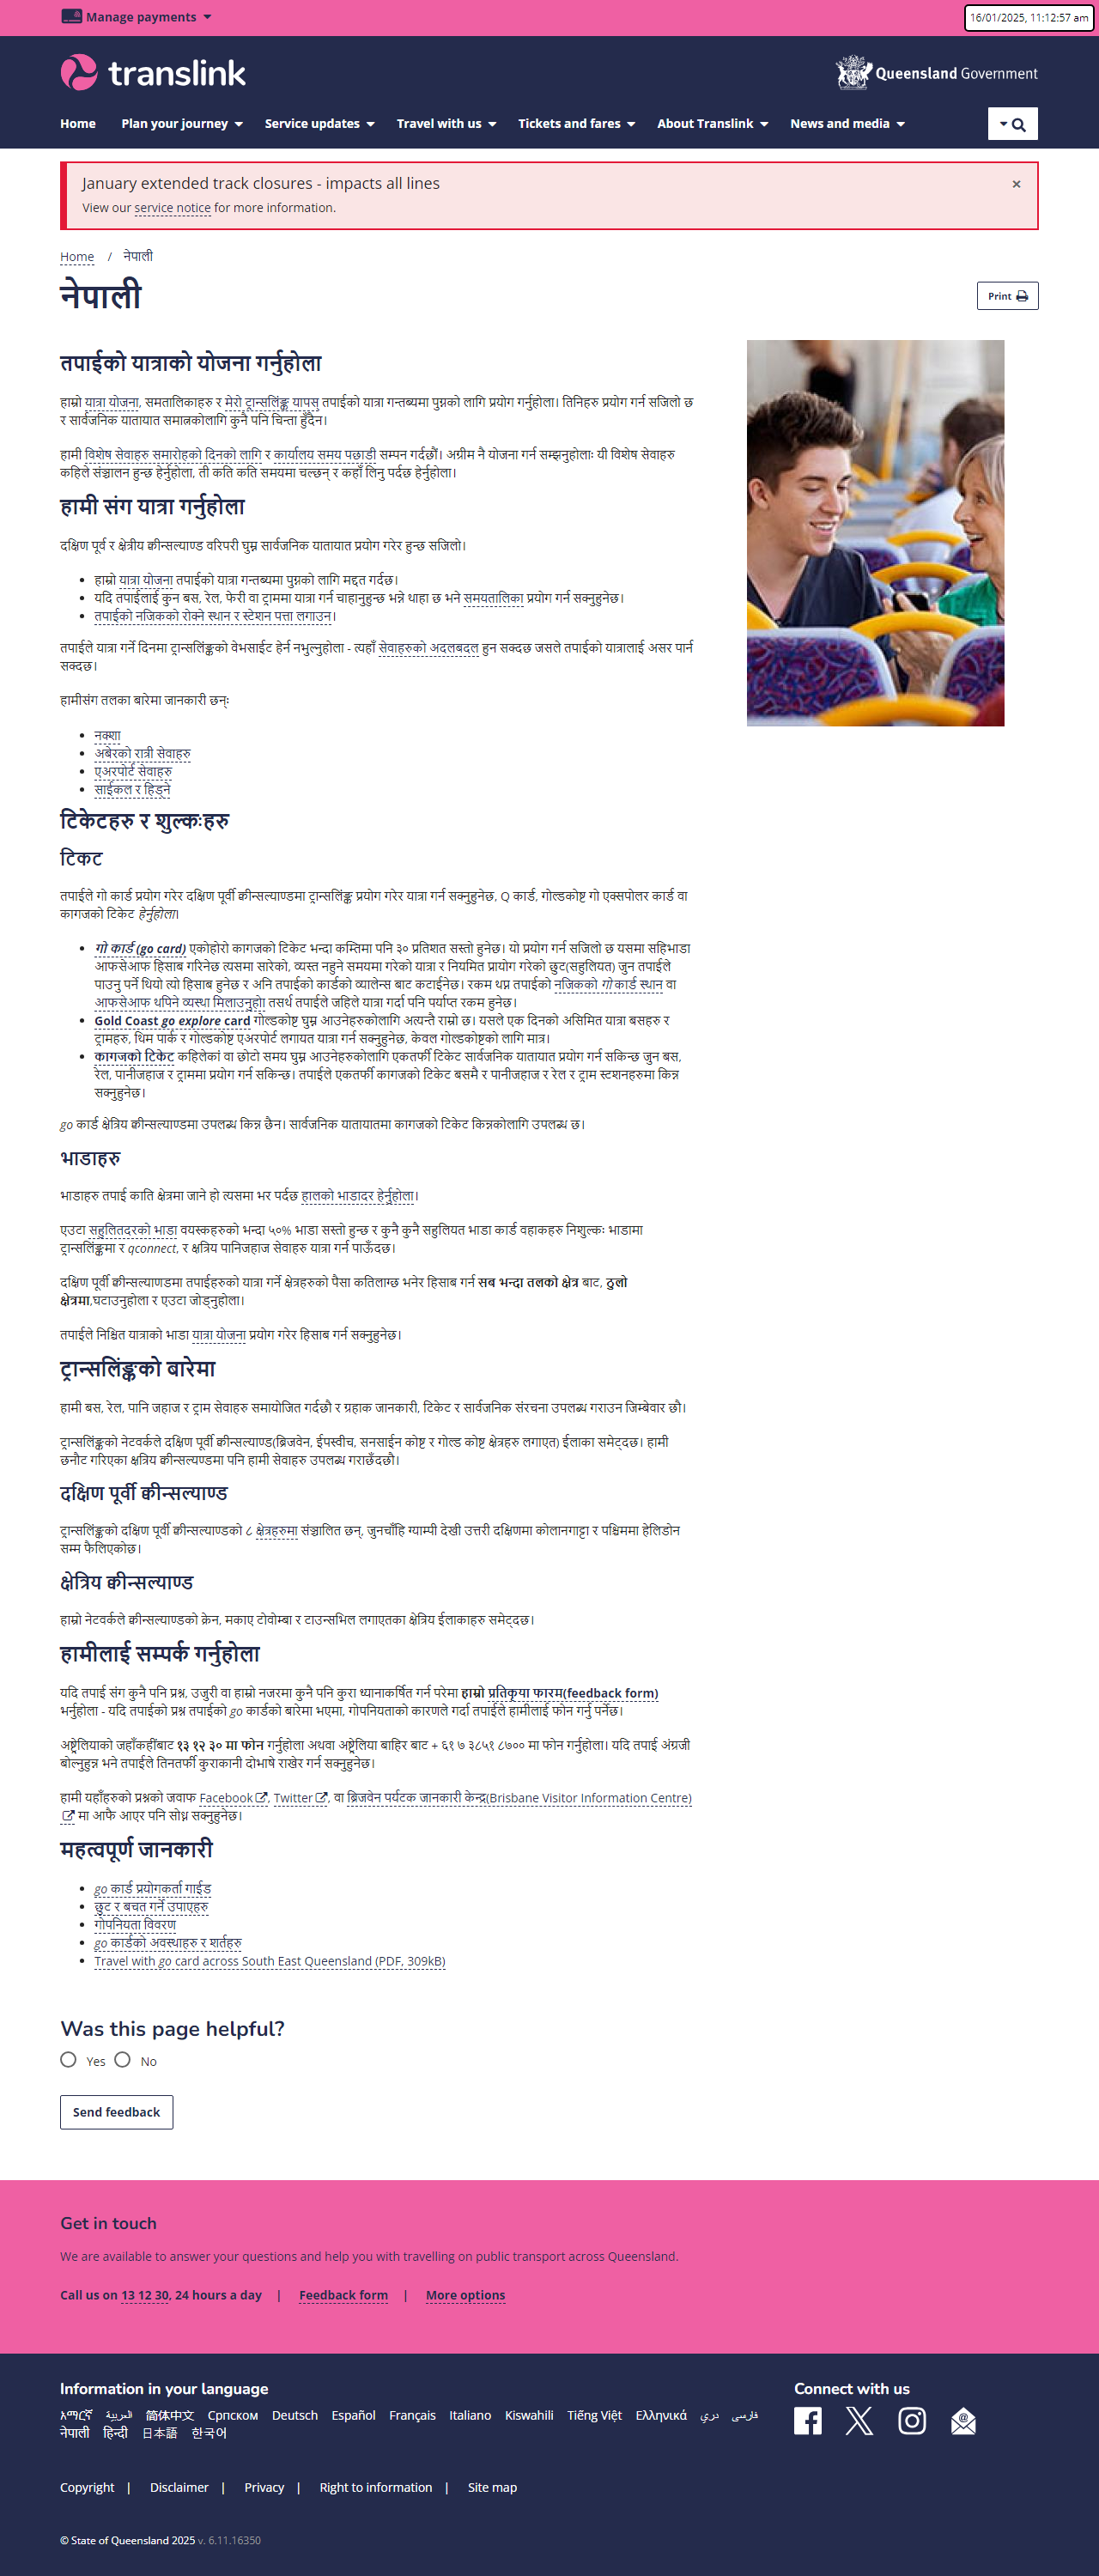 Manage payments
16/01/2025, 11:12:57 am
translink
Queensland Government
Home Plan your journey Service updates Travel with us Tickets and fares About Translink News and media
January extended track closures - impacts all lines
×
View our service notice for more information.
Home / नेपाली
नेपाली
Print
तपाईको यात्राको योजना गर्नुहोला
हाम्रो यात्रा योजना, समतालिकाहरु र मेरो ट्रान्सलिंङ्क यापस् तपाईको यात्रा गन्तब्यमा पुग्नको लागि प्रयोग गर्नुहोला। तिनिहरु प्रयोग गर्न सजिलो छ
र सार्वजनिक यातायात समात्नकोलागि कुनै पनि चिन्ता हुँदैन।
हामी विशेष सेवाहरु समारोहको दिनको लागि र कार्यालय समय पछाडी सम्पन गर्दछौं। अग्रीम नै योजना गर्न सम्झनुहोलाः यी विशेष सेवाहरु
कहिले संञ्चालन हुन्छ हेर्नुहोला, ती कति कति समयमा चल्छन् र कहाँ लिनु पर्दछ हेर्नुहोला।
हामी संग यात्रा गर्नुहोला
दक्षिण पूर्व र क्षेत्रीय क्वीन्सल्याण्ड वरिपरी घुम्न सार्वजनिक यातायात प्रयोग गरेर हुन्छ सजिलो।
हाम्रो यात्रा योजना तपाईको यात्रा गन्तब्यमा पुग्नको लागि मद्दत गर्दछ।
यदि तपाईलाई कुन बस, रेल, फेरी वा ट्राममा यात्रा गर्न चाहानुहुन्छ भन्ने थाहा छ भने समयतालिका प्रयोग गर्न सक्नुहुनेछ।
तपाईको नजिकको रोक्ने स्थान र स्टेशन पत्ता लगाउन।
तपाईले यात्रा गर्ने दिनमा ट्रान्सलिंङ्कको वेभसाईट हेर्न नभुल्नुहोला - त्यहाँ सेवाहरुको अदलबदल हुन सक्दछ जसले तपाईको यात्रालाई असर पार्न
सक्दछ।
हामीसंग तलका बारेमा जानकारी छन्ः
नक्शा
अबेरको रात्री सेवाहरु
एअरपोर्ट सेवाहरु
साईकल र हिड्ने
टिकेटहरु र शुल्कःहरु
टिकट
तपाईले गो कार्ड प्रयोग गरेर दक्षिण पूर्वी क्वीन्सल्याण्डमा ट्रान्सलिंङ्क प्रयोग गरेर यात्रा गर्न सक्नुहुनेछ, Q कार्ड, गोल्डकोष्ट गो एक्सपोलर कार्ड वा
कागजको टिकेट हेर्नुहोला।
गो कार्ड (go card) एकोहोरो कागजको टिकेट भन्दा कम्तिमा पनि ३० प्रतिशत सस्तो हुनेछ। यो प्रयोग गर्न सजिलो छ यसमा सहिभाडा
आफसेआफ हिसाब गरिनेछ त्यसमा सारेको, व्यस्त नहुने समयमा गरेको यात्रा र नियमित प्रायोग गरेको छुट(सहुलियत) जुन तपाईले
पाउनु पर्ने थियो त्यो हिसाब हुनेछ र अनि तपाईको कार्डको व्यालेन्स बाट कटाईनेछ। रकम थप्न तपाईको नजिकको गो कार्ड स्थान वा
आफसेआफ थपिने व्यस्था मिलाउनुहोा तसर्थ तपाईले जहिले यात्रा गर्दा पनि पर्याप्त रकम हुनेछ।
Gold Coast go explore card गोल्डकोष्ट घुम्न आउनेहरुकोलागि अत्यन्तै राम्रो छ। यसले एक दिनको असिमित यात्रा बसहरु र
ट्रामहरु, थिम पार्क र गोल्डकोष्ट एअरपोर्ट लगायत यात्रा गर्न सक्नुहुनेछ, केवल गोल्डकोष्टको लागि मात्र।
कागजको टिकेट कहिलेकां वा छोटो समय घुम्न आउनेहरुकोलागि एकतर्फी टिकेट सार्वजनिक यातायात प्रयोग गर्न सकिन्छ जुन बस,
रेल, पानीजहाज र ट्राममा प्रयोग गर्न सकिन्छ। तपाईले एकतर्फी कागजको टिकेट बसमै र पानीजहाज र रेल र ट्राम स्टशनहरुमा किन्न
सक्नुहुनेछ।
go कार्ड क्षेत्रिय क्वीन्सल्याण्डमा उपलब्ध किन्न छैन। सार्वजनिक यातायातमा कागजको टिकेट किन्नकोलागि उपलब्ध छ।
भाडाहरु
भाडाहरु तपाई काति क्षेत्रमा जाने हो त्यसमा भर पर्दछ हालको भाडादर हेर्नुहोला।
एउटा सहुलितदरको भाडा वयस्कहरुको भन्दा ५०% भाडा सस्तो हुन्छ र कुनै कुनै सहुलियत भाडा कार्ड वहाकहरु निशुल्कः भाडामा
ट्रान्सलिंङ्कमा र qconnect, र क्षत्रिय पानिजहाज सेवाहरु यात्रा गर्न पाऊँदछ।
दक्षिण पूर्वी क्वीन्सल्याणडमा तपाईहरुको यात्रा गर्ने क्षेत्रहरुको पैसा कतिलाग्छ भनेर हिसाब गर्न सब भन्दा तलको क्षेत्र बाट, ठुलो
क्षेत्रमा,घटाउनुहोला र एउटा जोड्नुहोला।
तपाईले निश्चित यात्राको भाडा यात्रा योजना प्रयोग गरेर हिसाब गर्न सक्नुहुनेछ।
ट्रान्सलिंङ्कको बारेमा
हामी बस, रेल, पानि जहाज र ट्राम सेवाहरु समायोजित गर्दछौ र ग्रहाक जानकारी, टिकेट र सार्वजनिक संरचना उपलब्ध गराउन जिम्बेवार छौ।
ट्रान्सलिंङ्कको नेटवर्कले दक्षिण पूर्वी क्वीन्सल्याण्ड(ब्रिजवेन, ईपस्वीच, सनसाईन कोष्ट र गोल्ड कोष्ट क्षेत्रहरु लगाएत) ईलाका समेट्दछ। हामी
छनौट गरिएका क्षत्रिय क्वीन्सल्यण्डमा पनि हामी सेवाहरु उपलब्ध गराछँदछौ।
दक्षिण पूर्वी क्वीन्सल्याण्ड
ट्रान्सलिंङ्कको दक्षिण पूर्वी क्वीन्सल्याण्डको ८ क्षेत्रहरुमा संञ्चालित छन्, जुनचाँहि ग्याम्पी देखी उत्तरी दक्षिणमा कोलानगाट्टा र पश्चिममा हेलिडोन
सम्म फैलिएकोछ।
क्षेत्रिय क्वीन्सल्याण्ड
हाम्रो नेटवर्कले क्वीन्सल्याण्डको क्रेन, मकाए टोवोम्बा र टाउन्सभिल लगाएतका क्षेत्रिय ईलाकाहरु समेट्दछ।
हामीलाई सम्पर्क गर्नुहोला
यदि तपाई संग कुनै पनि प्रश्न, उजुरी वा हाम्रो नजरमा कुनै पनि कुरा ध्यानाकर्षित गर्न परेमा हाम्रो प्रतिकृया फारम(feedback form)
भर्नुहोला - यदि तपाईको प्रश्न तपाईको go कार्डको बारेमा भएमा, गोपनियताको कारणले गर्दा तपाईले हामीलाई फोन गर्नु पर्नेछ।
अष्ट्रेलियाको जहाँकहींबाट १३ १२ ३० मा फोन गर्नुहोला अथवा अष्ट्रेलिया बाहिर बाट + ६१ ७ ३८५१ ८७०० मा फोन गर्नुहोला। यदि तपाई अंग्रजी
बोल्नुहुन्न भने तपाईले तिनतर्फी कुराकानी दोभाषे राखेर गर्न सक्नुहुनेछ।
हामी यहाँहरुको प्रश्नको जवाफ Facebook, Twitter, वा ब्रिजवेन पर्यटक जानकारी केन्द्र(Brisbane Visitor Information Centre)
मा आफै आएर पनि सोध्न सक्नुहुनेछ।
महत्वपूर्ण जानकारी
go कार्ड प्रयोगकर्ता गाईड
छुट र बचत गर्ने उपाएहरु
गोपनियता विवरण
go कार्डको अवस्थाहरु र शर्तहरु
Travel with go card across South East Queensland (PDF, 309kB)
Was this page helpful?
Yes No
Send feedback
Get in touch
We are available to answer your questions and help you with travelling on public transport across Queensland.
Call us on 13 12 30, 24 hours a day | Feedback form | More options
Information in your language
Connect with us
አማርኛ العربية 简体中文 Српском Deutsch Español Français Italiano Kiswahili Tiếng Việt Ελληνικά دري فارسی
नेपाली हिन्दी 日本語 한국어
Copyright | Disclaimer | Privacy | Right to information | Site map
© State of Queensland 2025 v. 6.11.16350